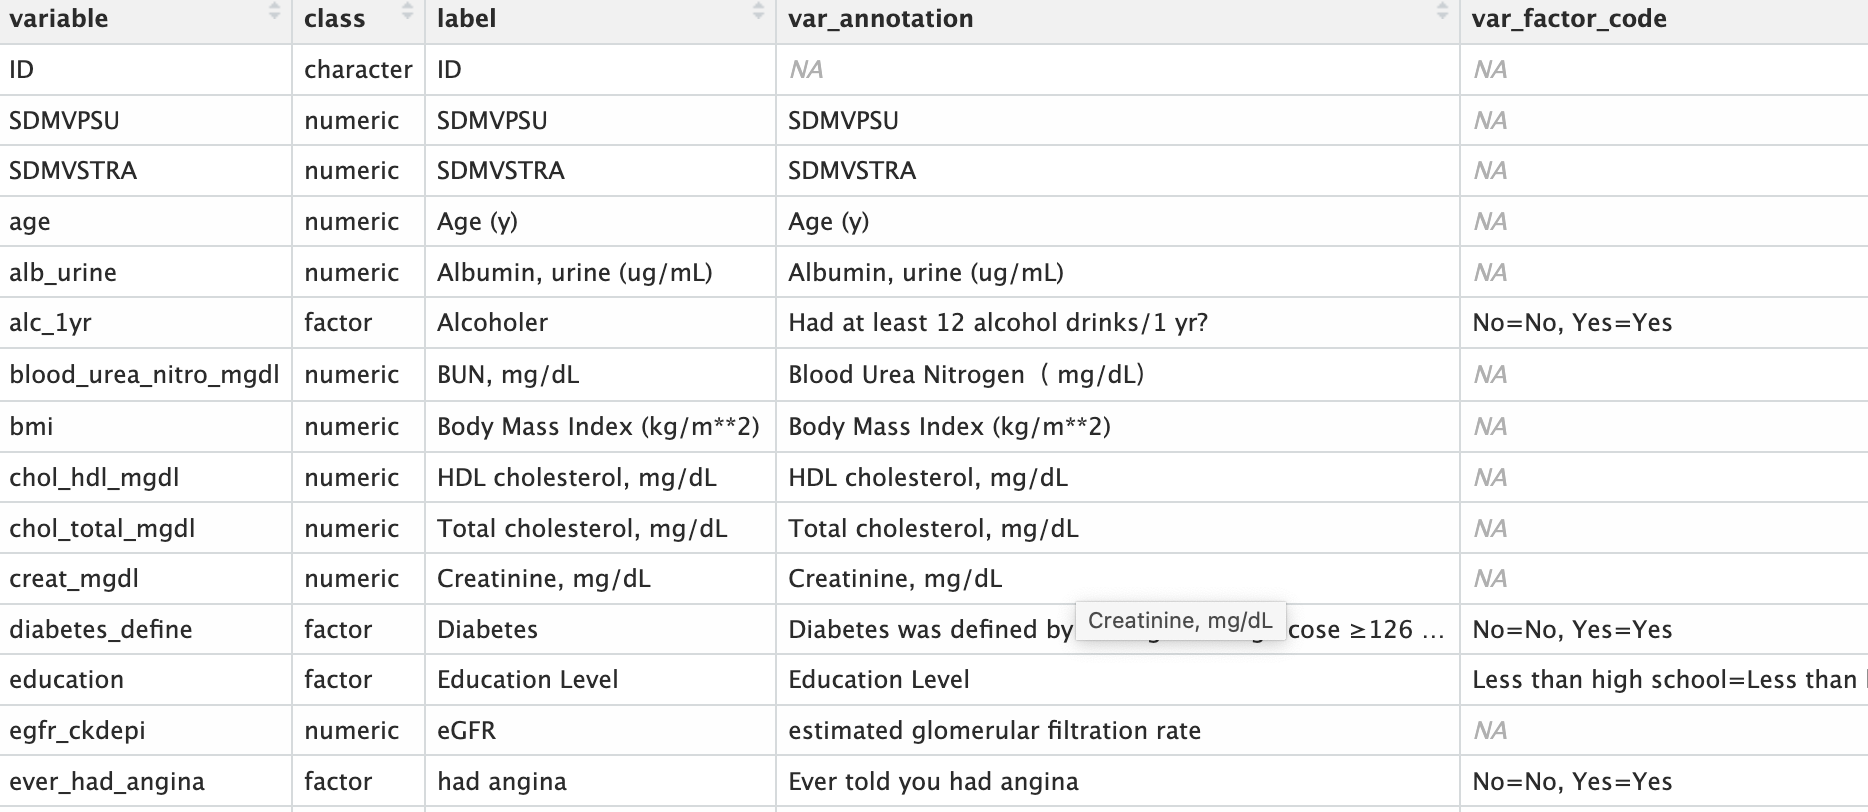 variable class label var_annotation var_factor_code
ID character ID NA NA
SDMVPSU numeric SDMVPSU SDMVPSU NA
SDMVSTRA numeric SDMVSTRA SDMVSTRA NA
age numeric Age (y) Age (y) NA
alb_urine numeric Albumin, urine (ug/mL) Albumin, urine (ug/mL) NA
alc_1yr factor Alcoholer Had at least 12 alcohol drinks/1 yr? No=No, Yes=Yes
blood_urea_nitro_mgdl numeric BUN, mg/dL Blood Urea Nitrogen （ mg/dL) NA
bmi numeric Body Mass Index (kg/m**2) Body Mass Index (kg/m**2) NA
chol_hdl_mgdl numeric HDL cholesterol, mg/dL HDL cholesterol, mg/dL NA
chol_total_mgdl numeric Total cholesterol, mg/dL Total cholesterol, mg/dL NA
creat_mgdl numeric Creatinine, mg/dL Creatinine, mg/dL NA
Creatinine, mg/dL
diabetes_define factor Diabetes Diabetes was defined by cose ≥126 ... No=No, Yes=Yes
education factor Education Level Education Level Less than high school=Less than
egfr_ckdepi numeric eGFR estimated glomerular filtration rate NA
ever_had_angina factor had angina Ever told you had angina No=No, Yes=Yes